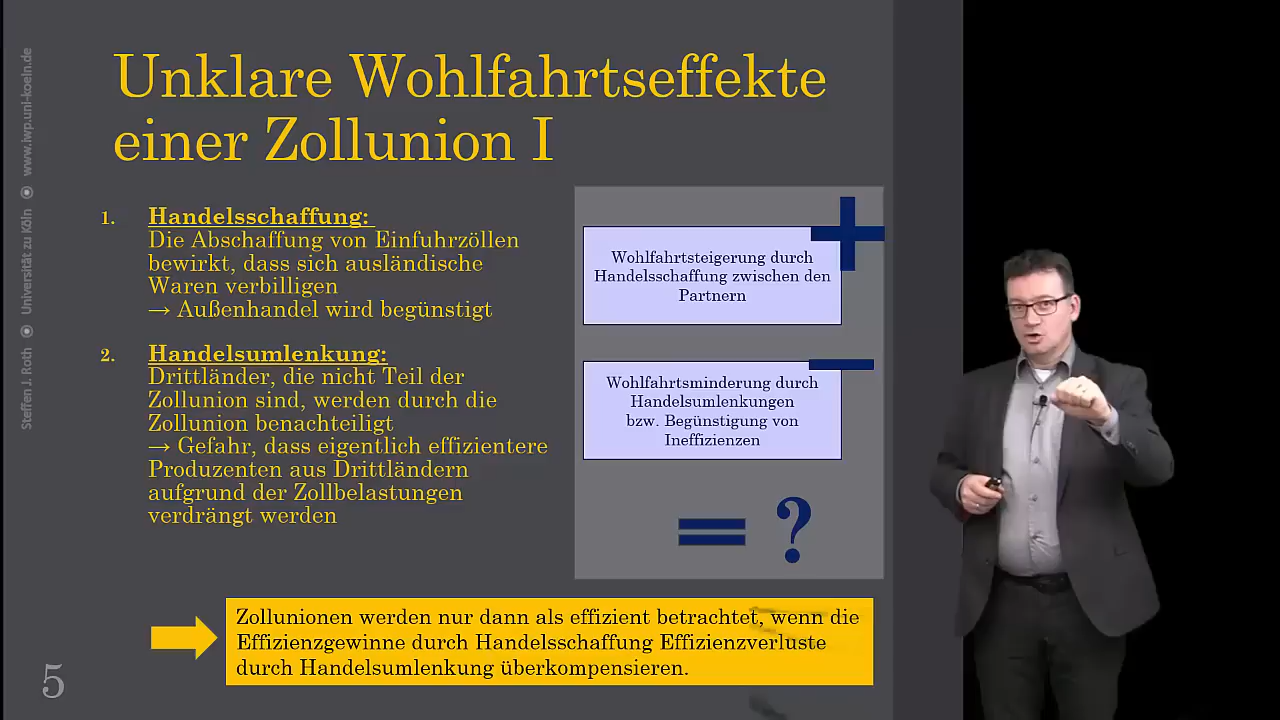 Unklare Wohlfahrtseffekte
einer Zollunion I
1. Handelsschaffung:
Die Abschaffung von Einfuhrzöllen
bewirkt, dass sich ausländische
Waren verbilligen
→ Außenhandel wird begünstigt
2. Handelsumlenkung:
Drittländer, die nicht Teil der
Zollunion sind, werden durch die
Zollunion benachteiligt
→ Gefahr, dass eigentlich effizientere
Produzenten aus Drittländern
aufgrund der Zollbelastungen
verdrängt werden
Wohlfahrtsteigerung durch
Handelsschaffung zwischen den
Partnern
Wohlfahrtsminderung durch
Handelsumlenkungen
bzw. Begünstigung von
Ineffizienzen
= ?
Zollunionen werden nur dann als effizient betrachtet, wenn die
Effizienzgewinne durch Handelsschaffung Effizienzverluste
durch Handelsumlenkung überkompensieren.
5
Steffen J. Roth ◉ Universität zu Köln ◉ www.iwp.uni-koeln.de